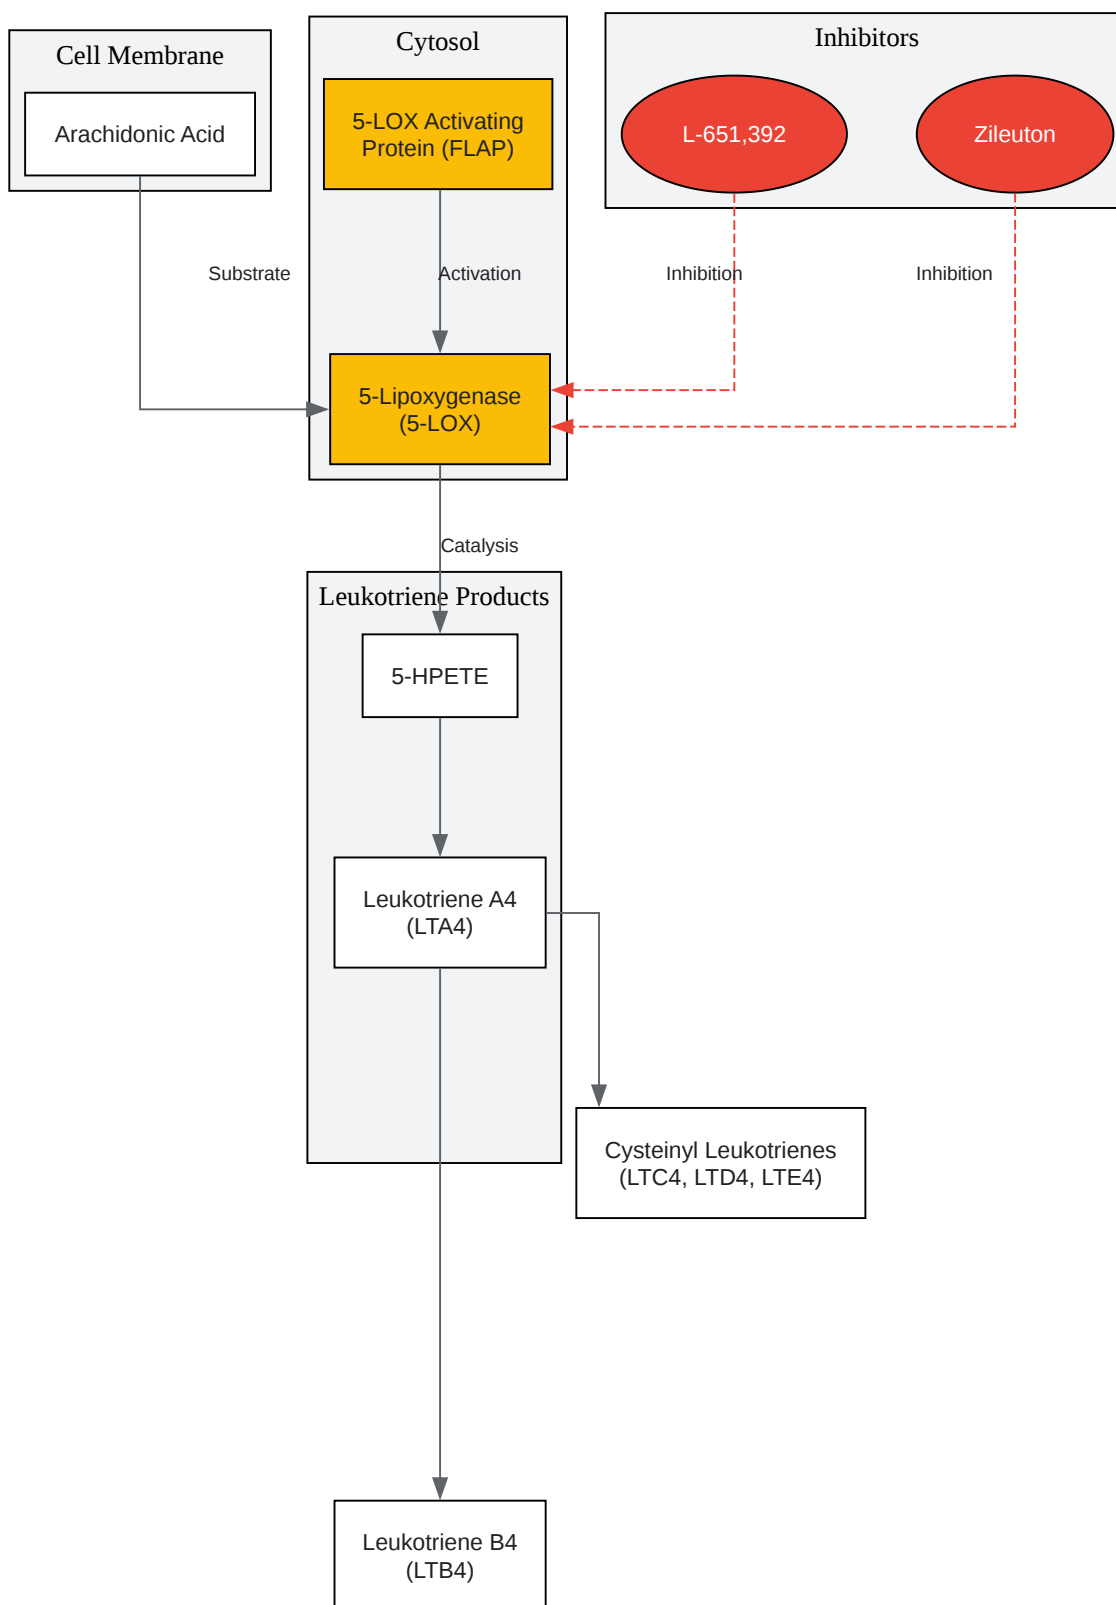 Cell Membrane
Arachidonic Acid
Cytosol
5-LOX Activating
Protein (FLAP)
Inhibitors
L-651,392
Zileuton
Substrate
Activation
Inhibition
Inhibition
5-Lipoxygenase
(5-LOX)
Catalysis
Leukotriene Products
5-HPETE
Leukotriene A4
(LTA4)
Cysteinyl Leukotrienes
(LTC4, LTD4, LTE4)
Leukotriene B4
(LTB4)